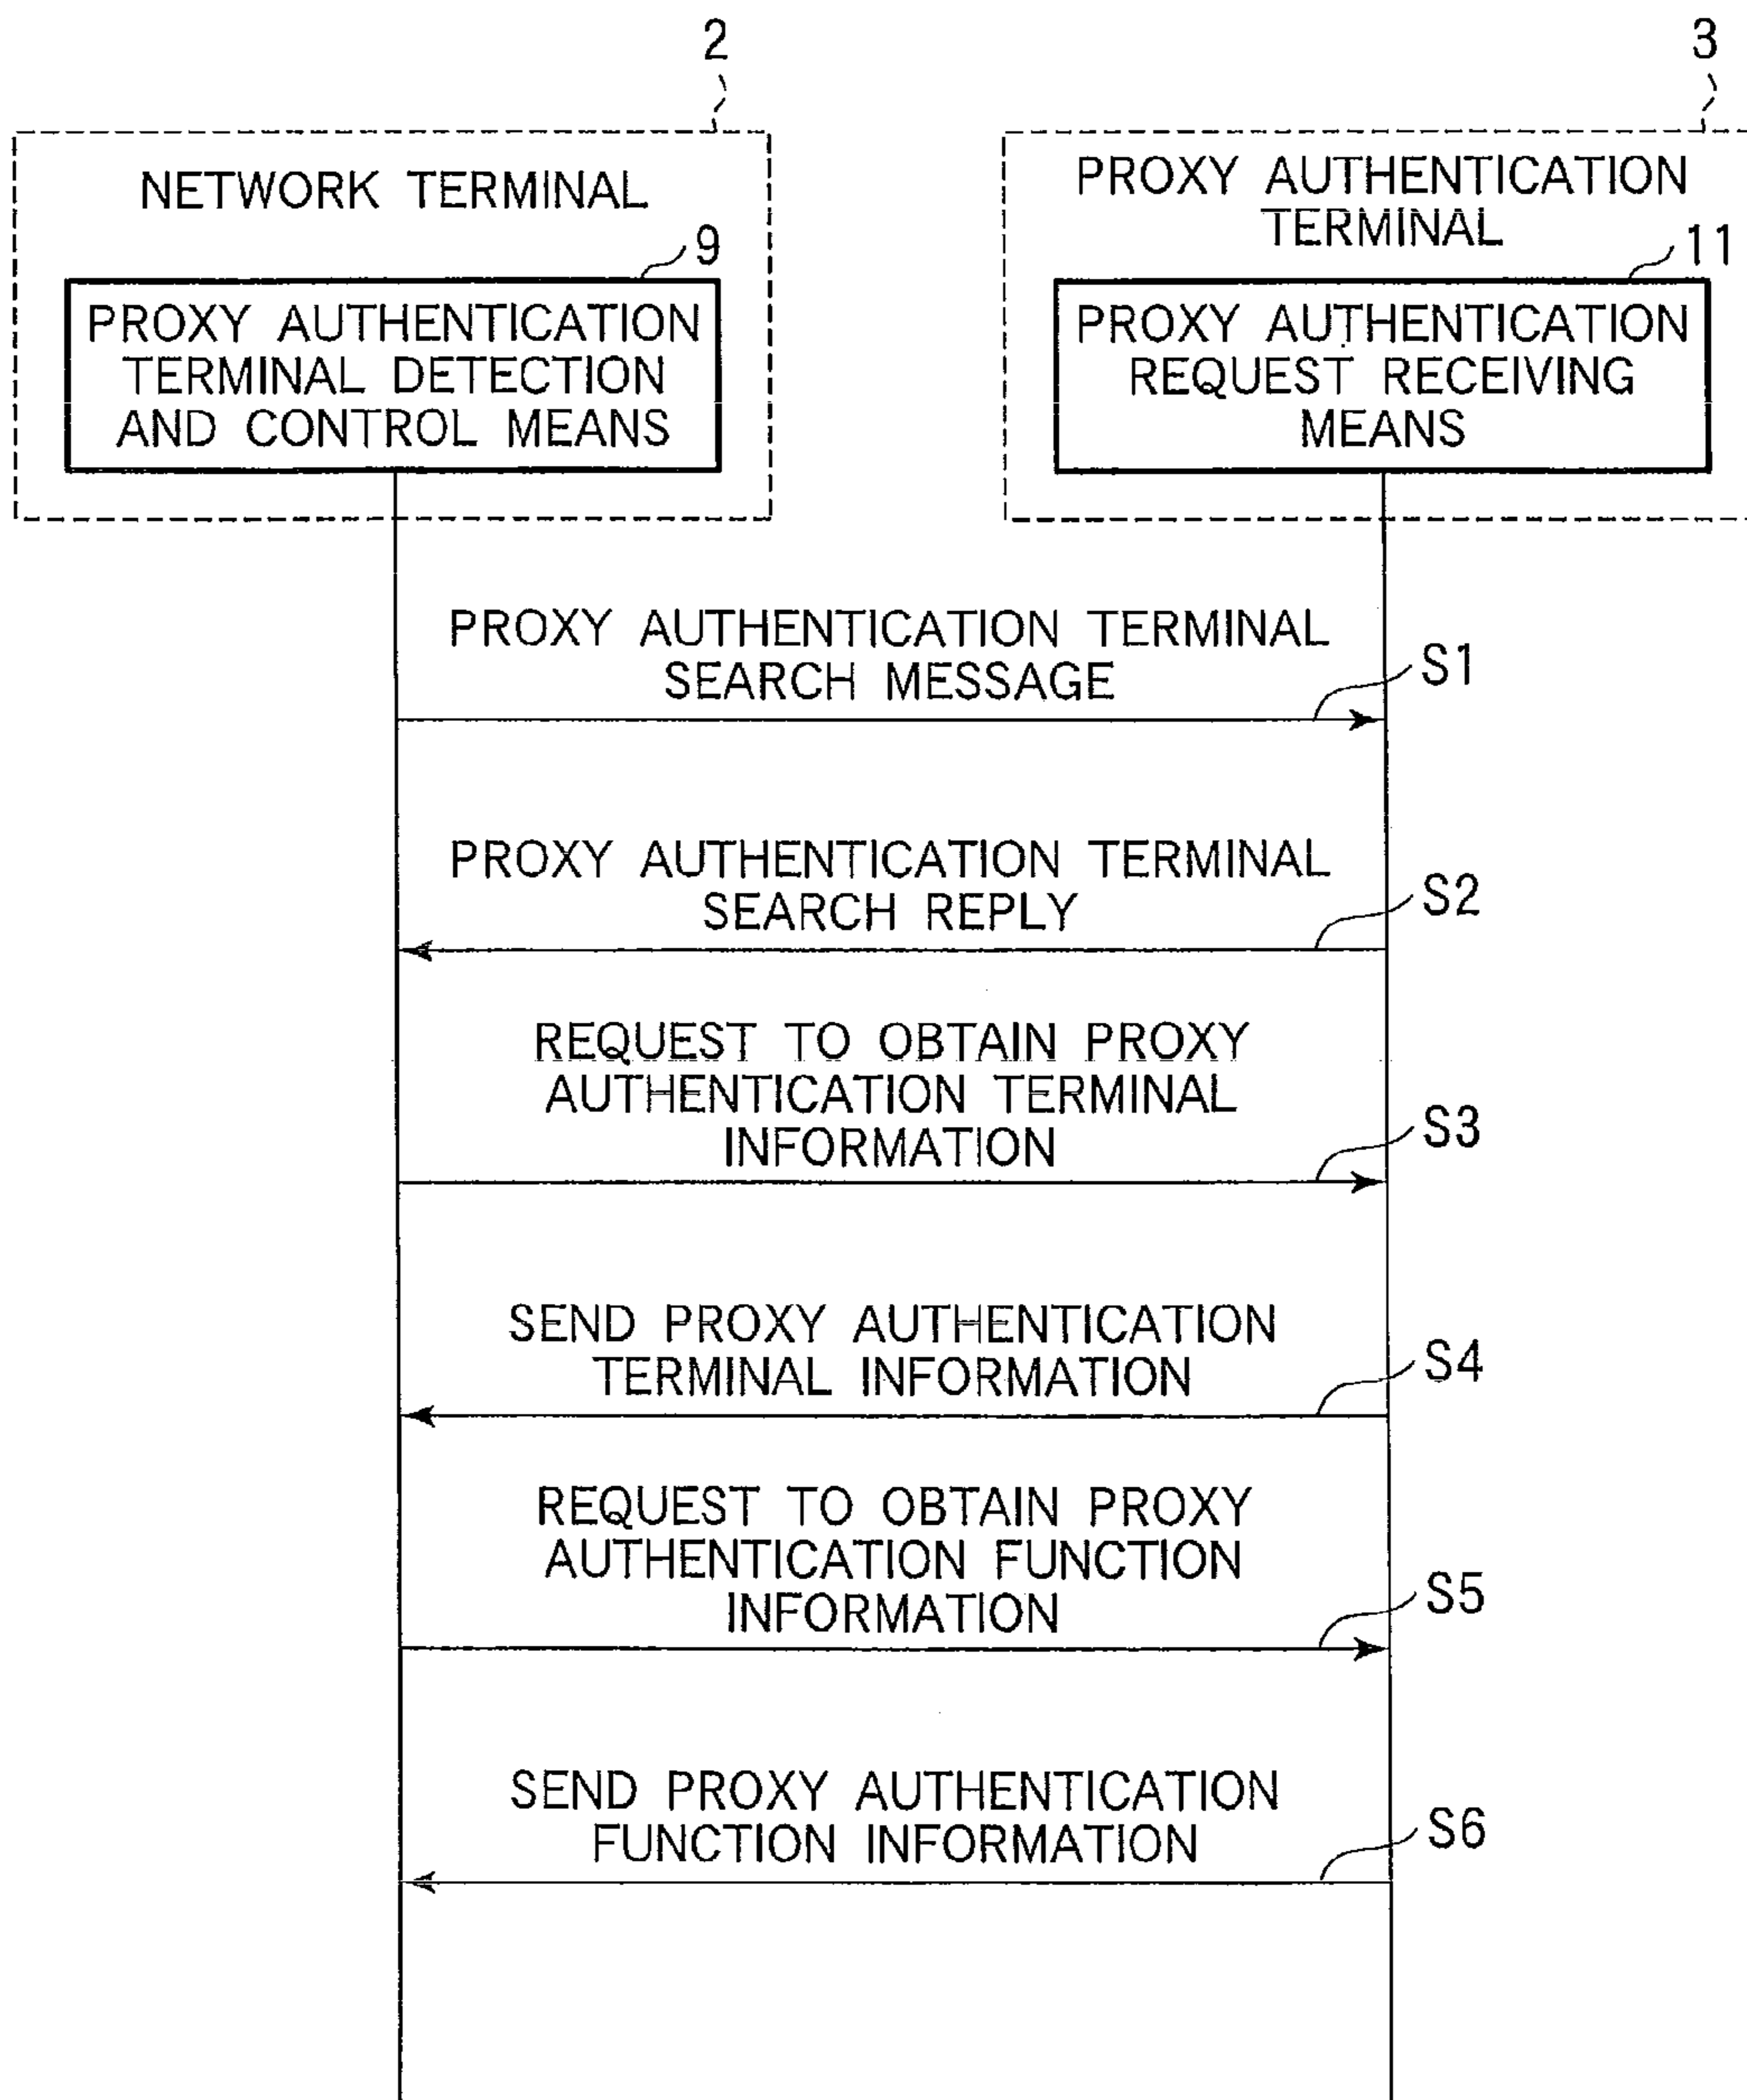 2
3
NETWORK TERMINAL
PROXY AUTHENTICATION
TERMINAL
9
11
PROXY AUTHENTICATION
TERMINAL DETECTION
AND CONTROL MEANS
PROXY AUTHENTICATION
REQUEST RECEIVING
MEANS
PROXY AUTHENTICATION TERMINAL
SEARCH MESSAGE
S1
PROXY AUTHENTICATION TERMINAL
SEARCH REPLY
S2
REQUEST TO OBTAIN PROXY
AUTHENTICATION TERMINAL
INFORMATION
S3
SEND PROXY AUTHENTICATION
TERMINAL INFORMATION
S4
REQUEST TO OBTAIN PROXY
AUTHENTICATION FUNCTION
INFORMATION
S5
SEND PROXY AUTHENTICATION
FUNCTION INFORMATION
S6